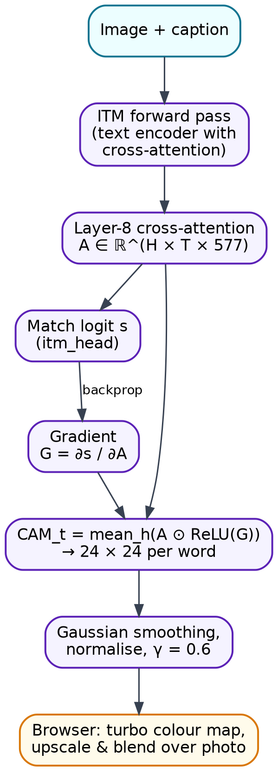 Image + caption
ITM forward pass
(text encoder with
cross-attention)
Layer-8 cross-attention
A ∈ ℝ^(H × T × 577)
Match logit s
(itm_head)
backprop
Gradient
G = ∂s / ∂A
CAM_t = mean_h(A ⊙ ReLU(G))
→ 24 × 24 per word
Gaussian smoothing,
normalise, γ = 0.6
Browser: turbo colour map,
upscale & blend over photo